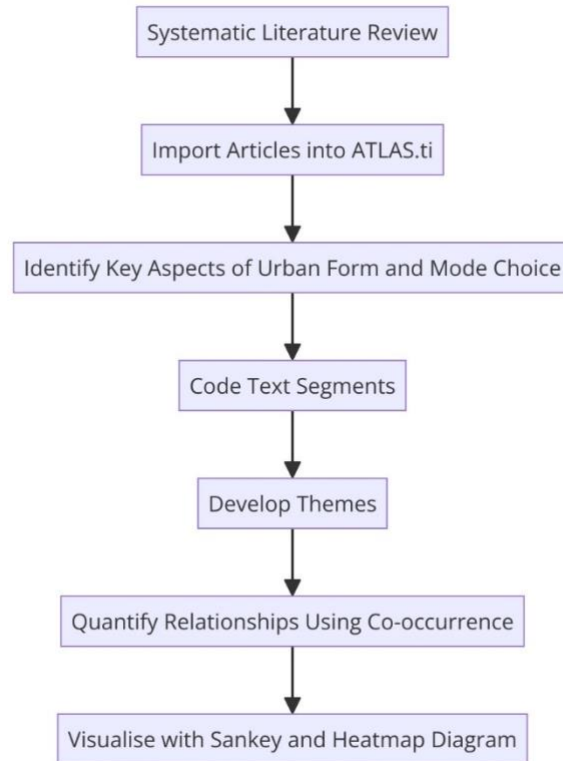 Systematic Literature Review
Import Articles into ATLAS.ti
Identify Key Aspects of Urban Form and Mode Choice
Code Text Segments
Develop Themes
Quantify Relationships Using Co-occurrence
Visualise with Sankey and Heatmap Diagram